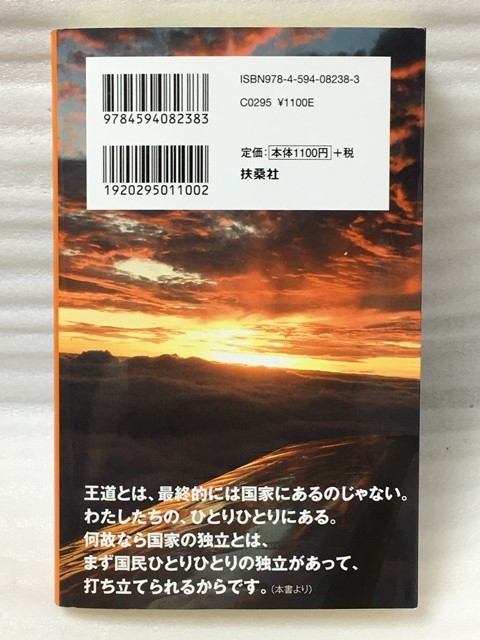 ISBN978-4-594-08238-3
C0295 ¥1100E
9784594082383
定価：本体1100円＋税
扶桑社
1920295011002
王道とは、最終的には国家にあるのじゃない。
わたしたちの、ひとりひとりにある。
何故なら国家の独立とは、
まず国民ひとりひとりの独立があって、
打ち立てられるからです。（本書より）